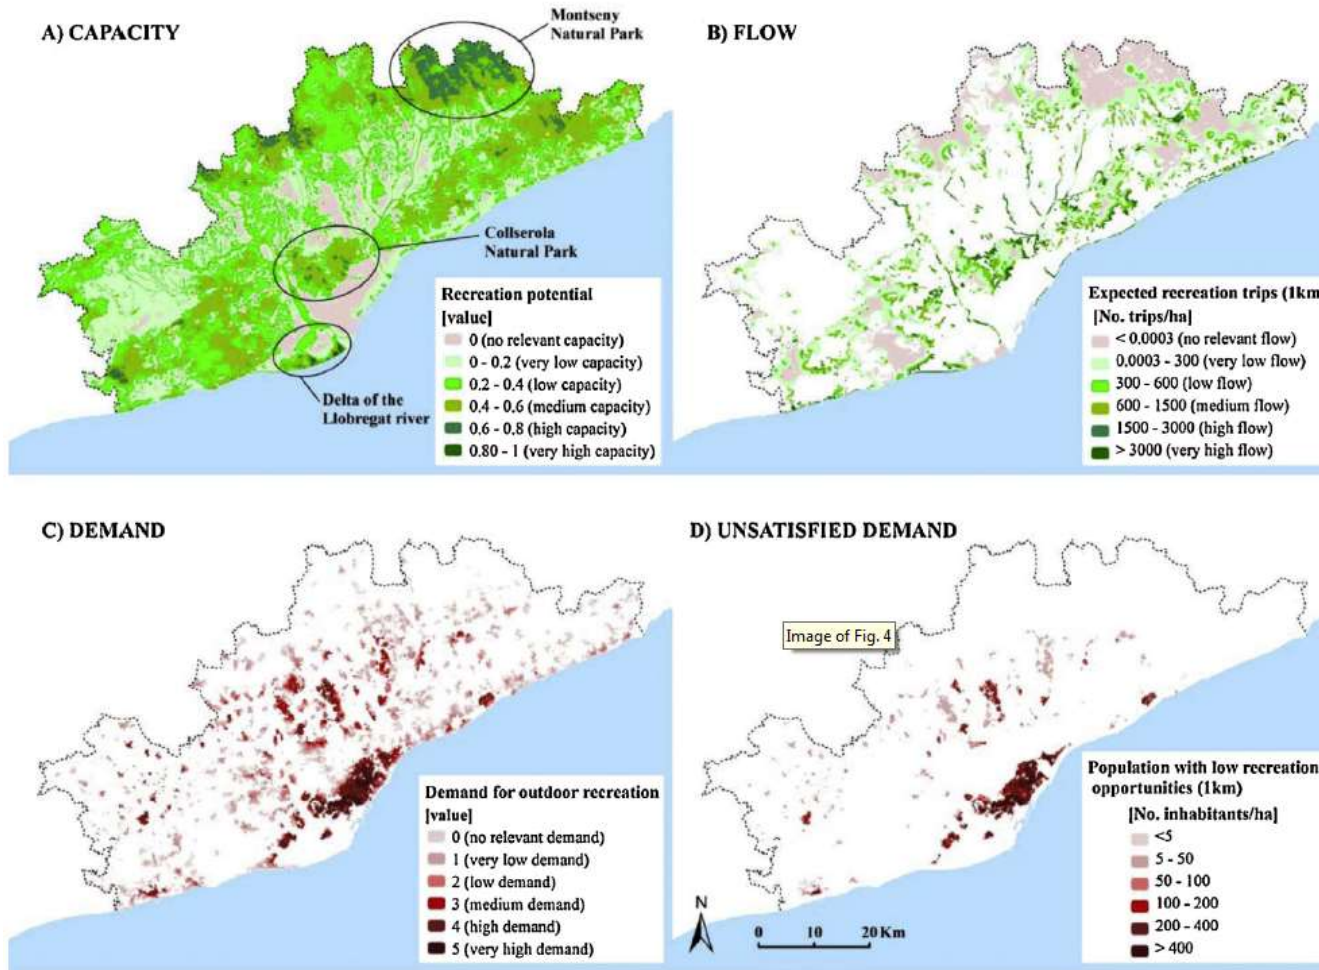 A) CAPACITY
Montseny
Natural Park
Collserola
Natural Park
Delta of the
Llobregat river
Recreation potential
[value]
0 (no relevant capacity)
0 - 0.2 (very low capacity)
0.2 - 0.4 (low capacity)
0.4 - 0.6 (medium capacity)
0.6 - 0.8 (high capacity)
0.80 - 1 (very high capacity)
B) FLOW
Expected recreation trips (1km
[No. trips/ha]
< 0.0003 (no relevant flow)
0.0003 - 300 (very low flow)
300 - 600 (low flow)
600 - 1500 (medium flow)
1500 - 3000 (high flow)
> 3000 (very high flow)
C) DEMAND
Demand for outdoor recreation
[value]
0 (no relevant demand)
1 (very low demand)
2 (low demand)
3 (medium demand)
4 (high demand)
5 (very high demand)
D) UNSATISFIED DEMAND
Image of Fig. 4
Population with low recreation
opportunities (1km)
[No. inhabitants/ha]
<5
5 - 50
50 - 100
100 - 200
200 - 400
> 400
N
0 10 20 Km